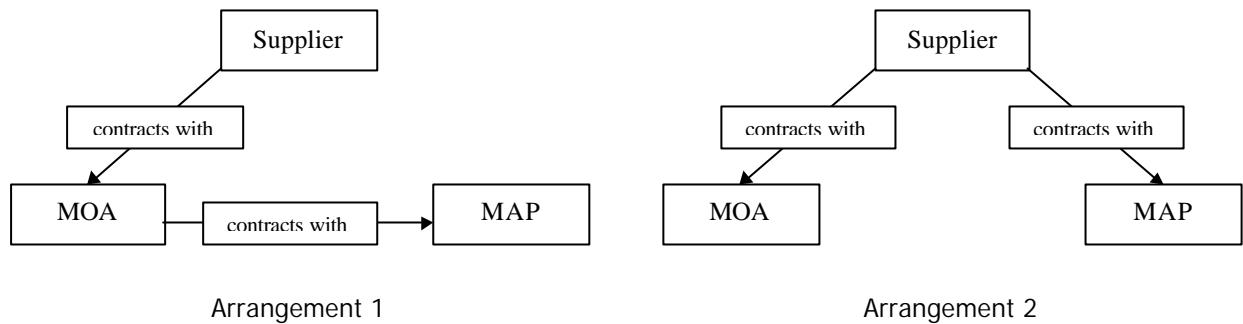 Supplier
contracts with
MOA
contracts with
MAP
Arrangement 1
Supplier
contracts with
contracts with
MOA
MAP
Arrangement 2